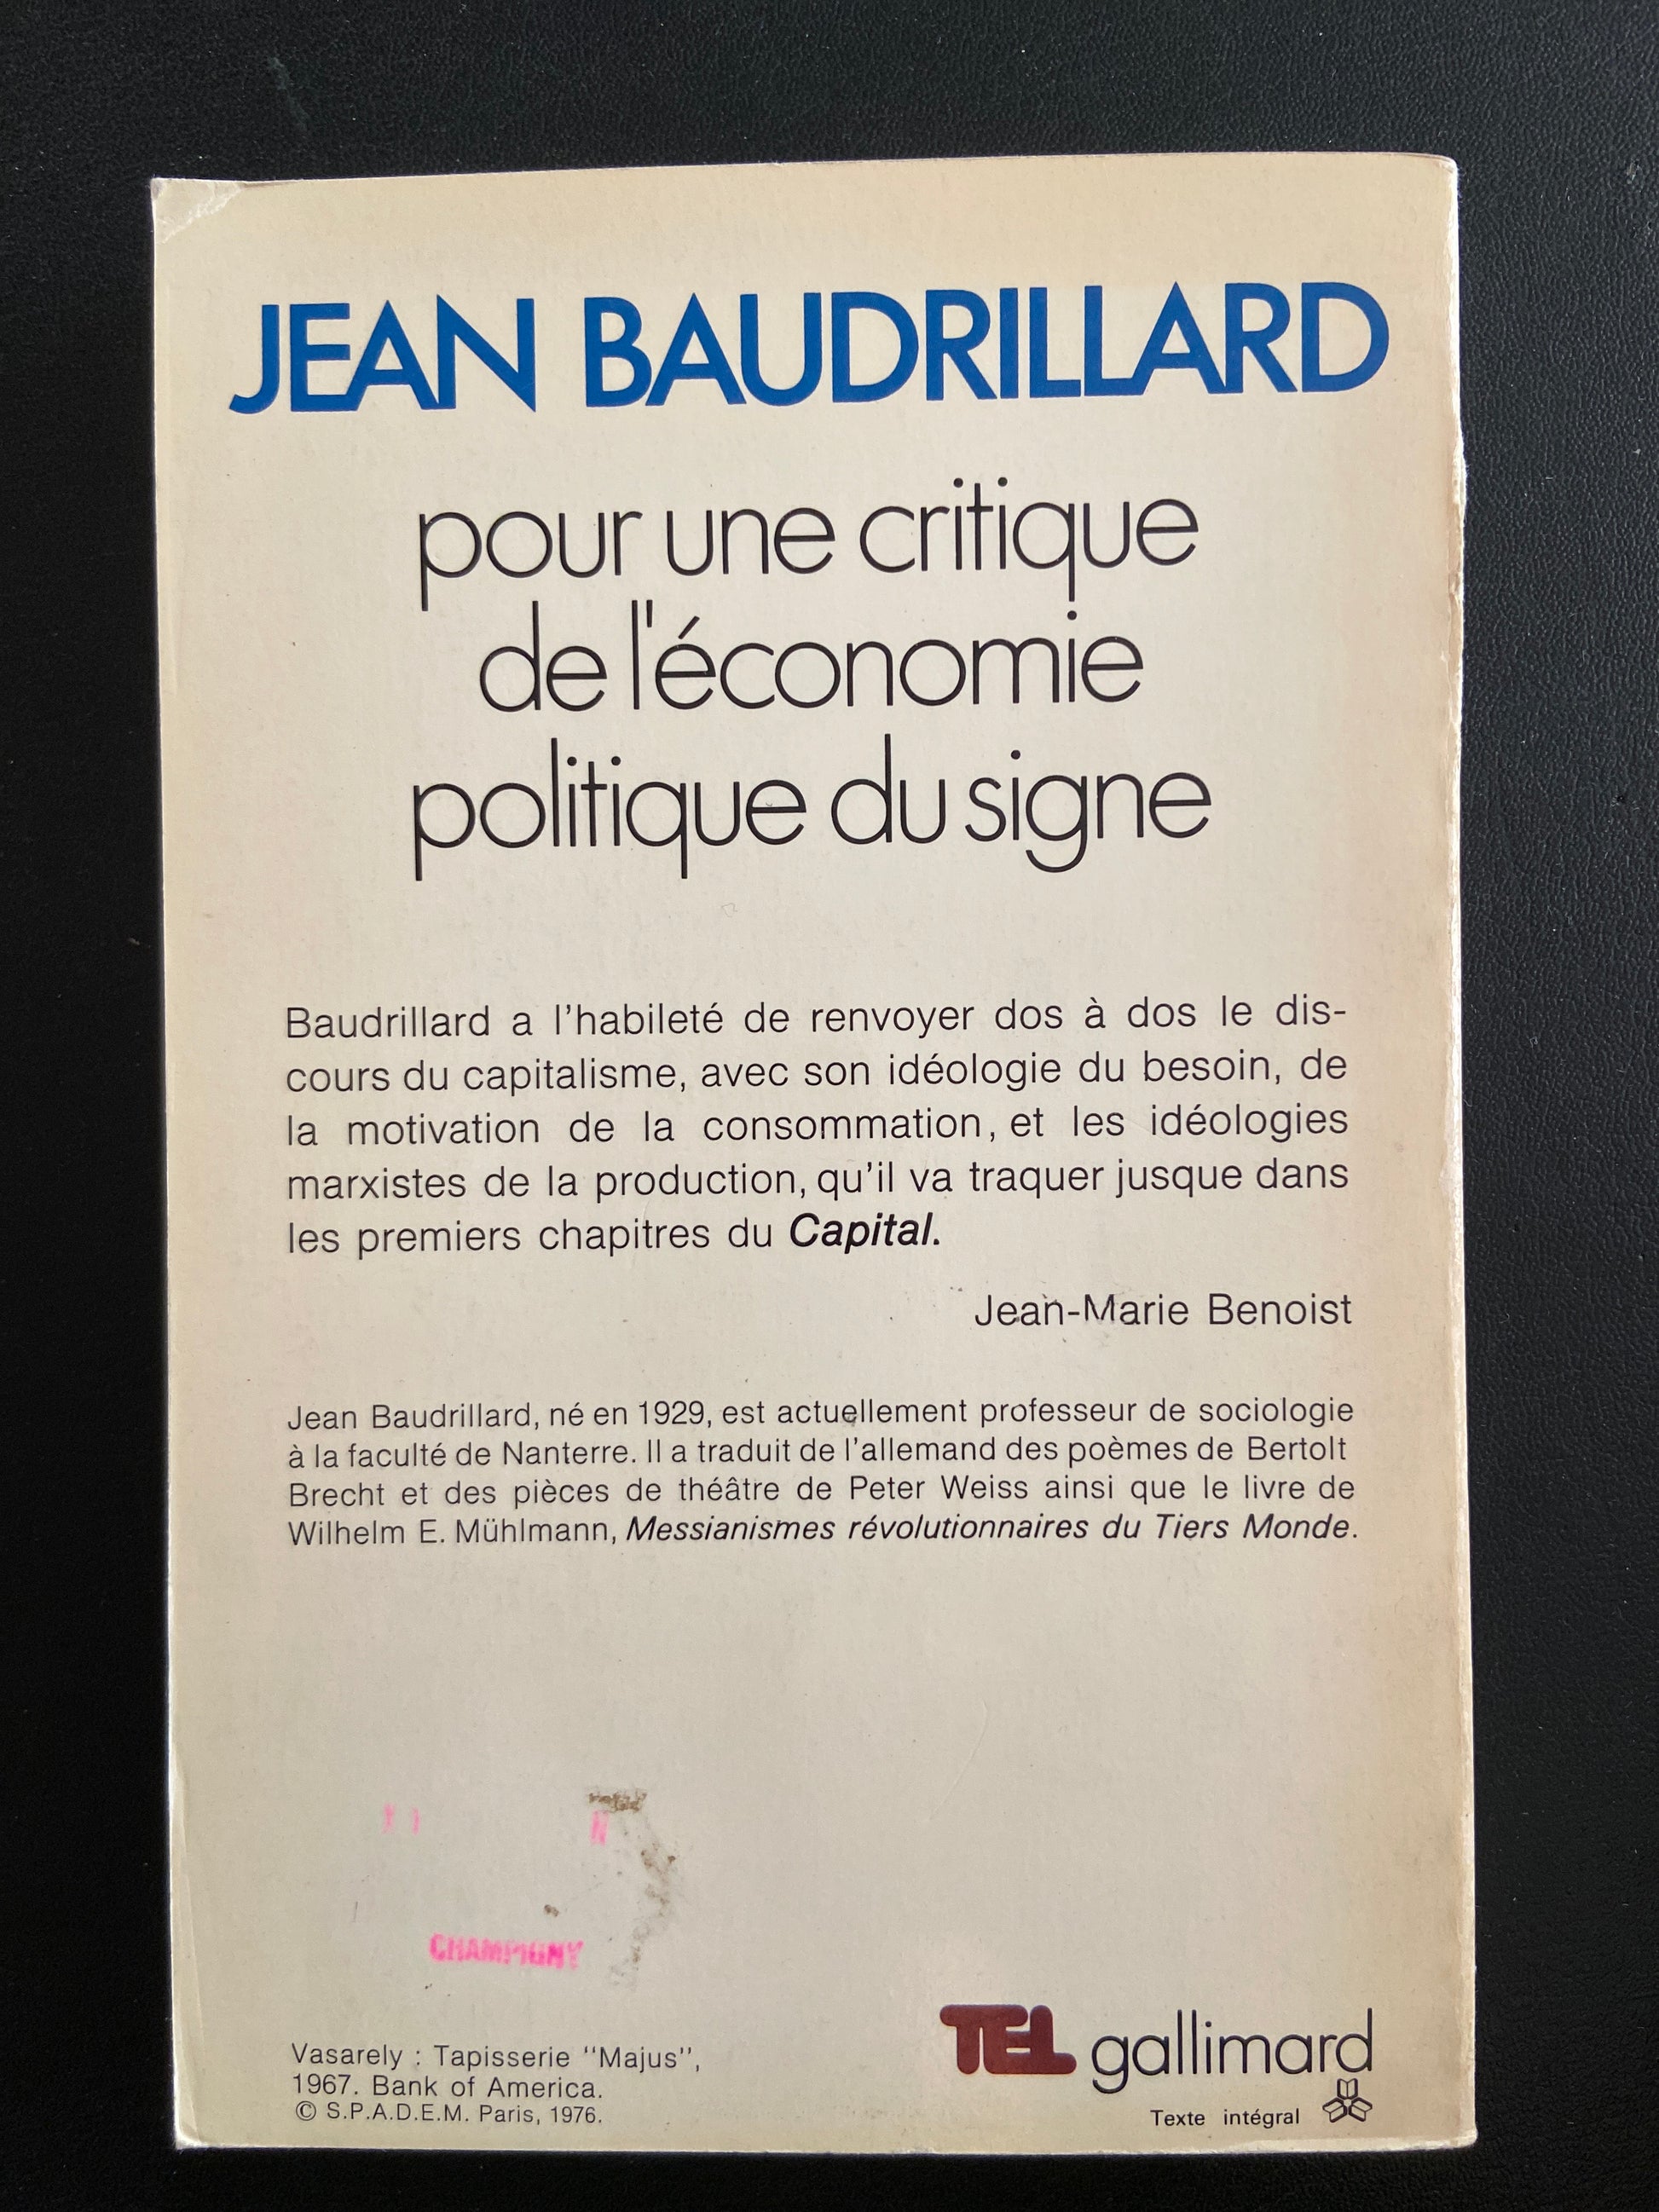 JEAN BAUDRILLARD
pour une critique
de l'économie
politique du signe
Baudrillard a l'habileté de renvoyer dos à dos le dis-
cours du capitalisme, avec son idéologie du besoin, de
la motivation de la consommation, et les idéologies
marxistes de la production, qu'il va traquer jusque dans
les premiers chapitres du Capital.
Jean-Marie Benoist
Jean Baudrillard, né en 1929, est actuellement professeur de sociologie
à la faculté de Nanterre. Il a traduit de l'allemand des poèmes de Bertolt
Brecht et des pièces de théâtre de Peter Weiss ainsi que le livre de
Wilhelm E. Mühlmann, Messianismes révolutionnaires du Tiers Monde.
CHAMPIGNY
Vasarely : Tapisserie "Majus",
1967. Bank of America.
© S.P.A.D.E.M. Paris, 1976.
TEL gallimard
Texte intégral